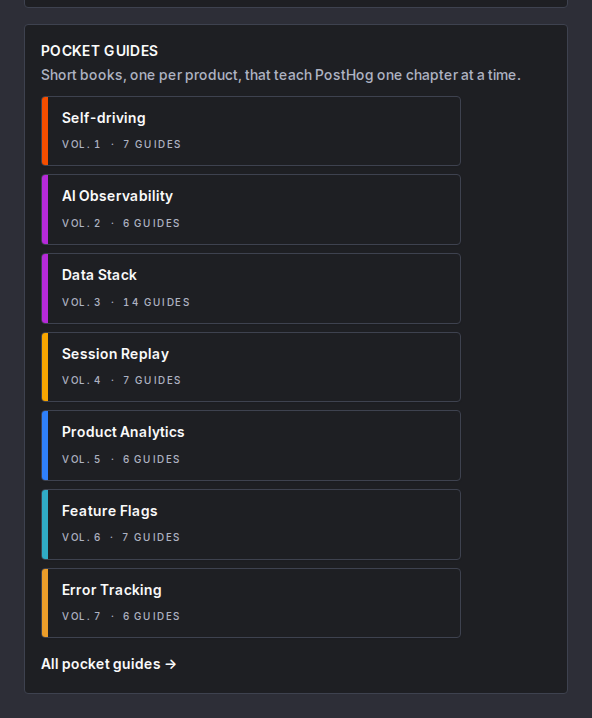 POCKET GUIDES
Short books, one per product, that teach PostHog one chapter at a time.
Self-driving
VOL. 1 · 7 GUIDES
AI Observability
VOL. 2 · 6 GUIDES
Data Stack
VOL. 3 · 14 GUIDES
Session Replay
VOL. 4 · 7 GUIDES
Product Analytics
VOL. 5 · 6 GUIDES
Feature Flags
VOL. 6 · 7 GUIDES
Error Tracking
VOL. 7 · 6 GUIDES
All pocket guides →